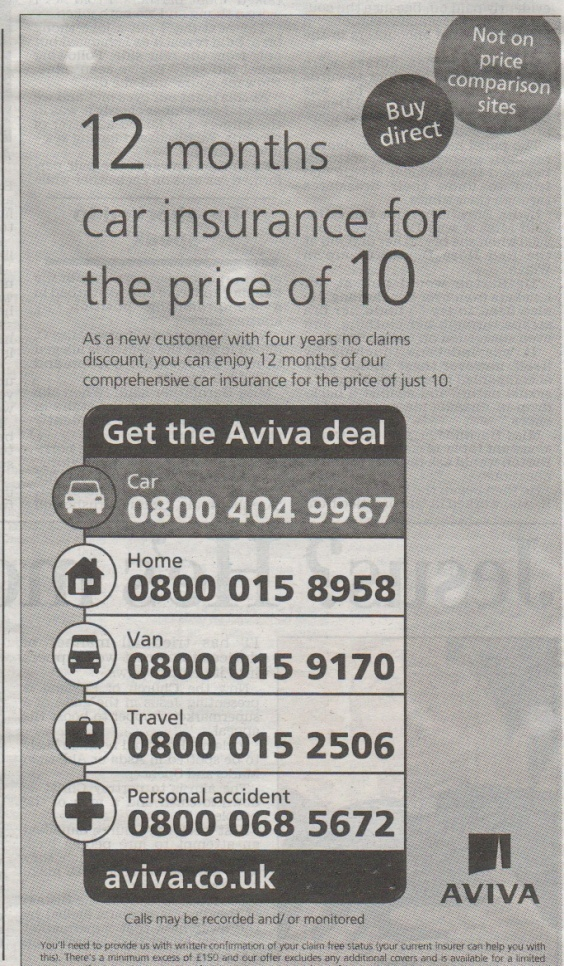 Not on
price
comparison
sites
Buy
direct
12 months
car insurance for
the price of 10
As a new customer with four years no claims
discount, you can enjoy 12 months of our
comprehensive car insurance for the price of just 10.
Get the Aviva deal
Car
0800 404 9967
Home
0800 015 8958
Van
0800 015 9170
Travel
0800 015 2506
Personal accident
0800 068 5672
aviva.co.uk
AVIVA
Calls may be recorded and/ or monitored
You'll need to provide us with written confirmation of your claim free status (your current insurer can help you with
this). There's a minimum excess of £150 and our offer excludes any additional covers and is available for a limited